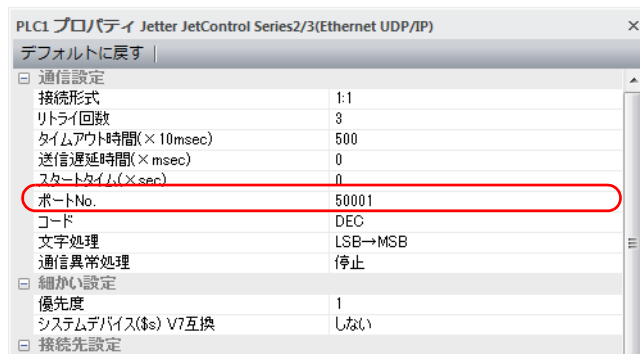 PLC1 プロパティ Jetter JetControl Series2/3(Ethernet UDP/IP) ×
デフォルトに戻す
通信設定
接続形式 1:1
リトライ回数 3
タイムアウト時間(×10msec) 500
送信遅延時間(×msec) 0
スタートタイム(×sec) 0
ポートNo. 50001
コード DEC
文字処理 LSB→MSB
通信異常処理 停止
細かい設定
優先度 1
システムデバイス($s) V7互換 しない
接続先設定